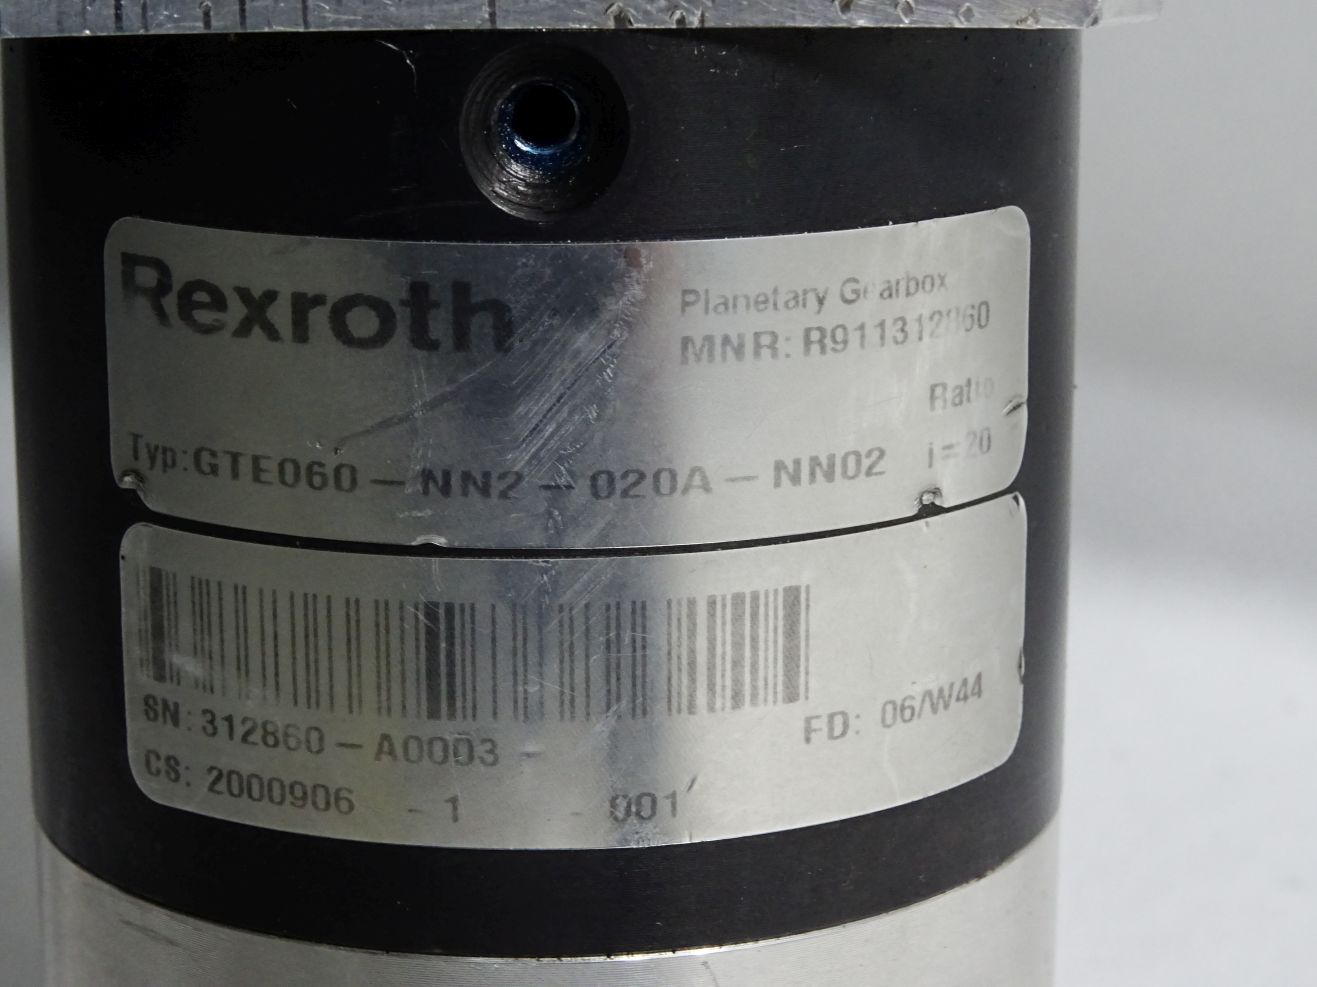 Rexroth
Planetary Gearbox
MNR: R911312860
Ratio
i=20
Typ:GTE060-NN2-020A-NN02
SN:312860-A0003-
FD: 06/W44
CS: 2000906 -1 -001